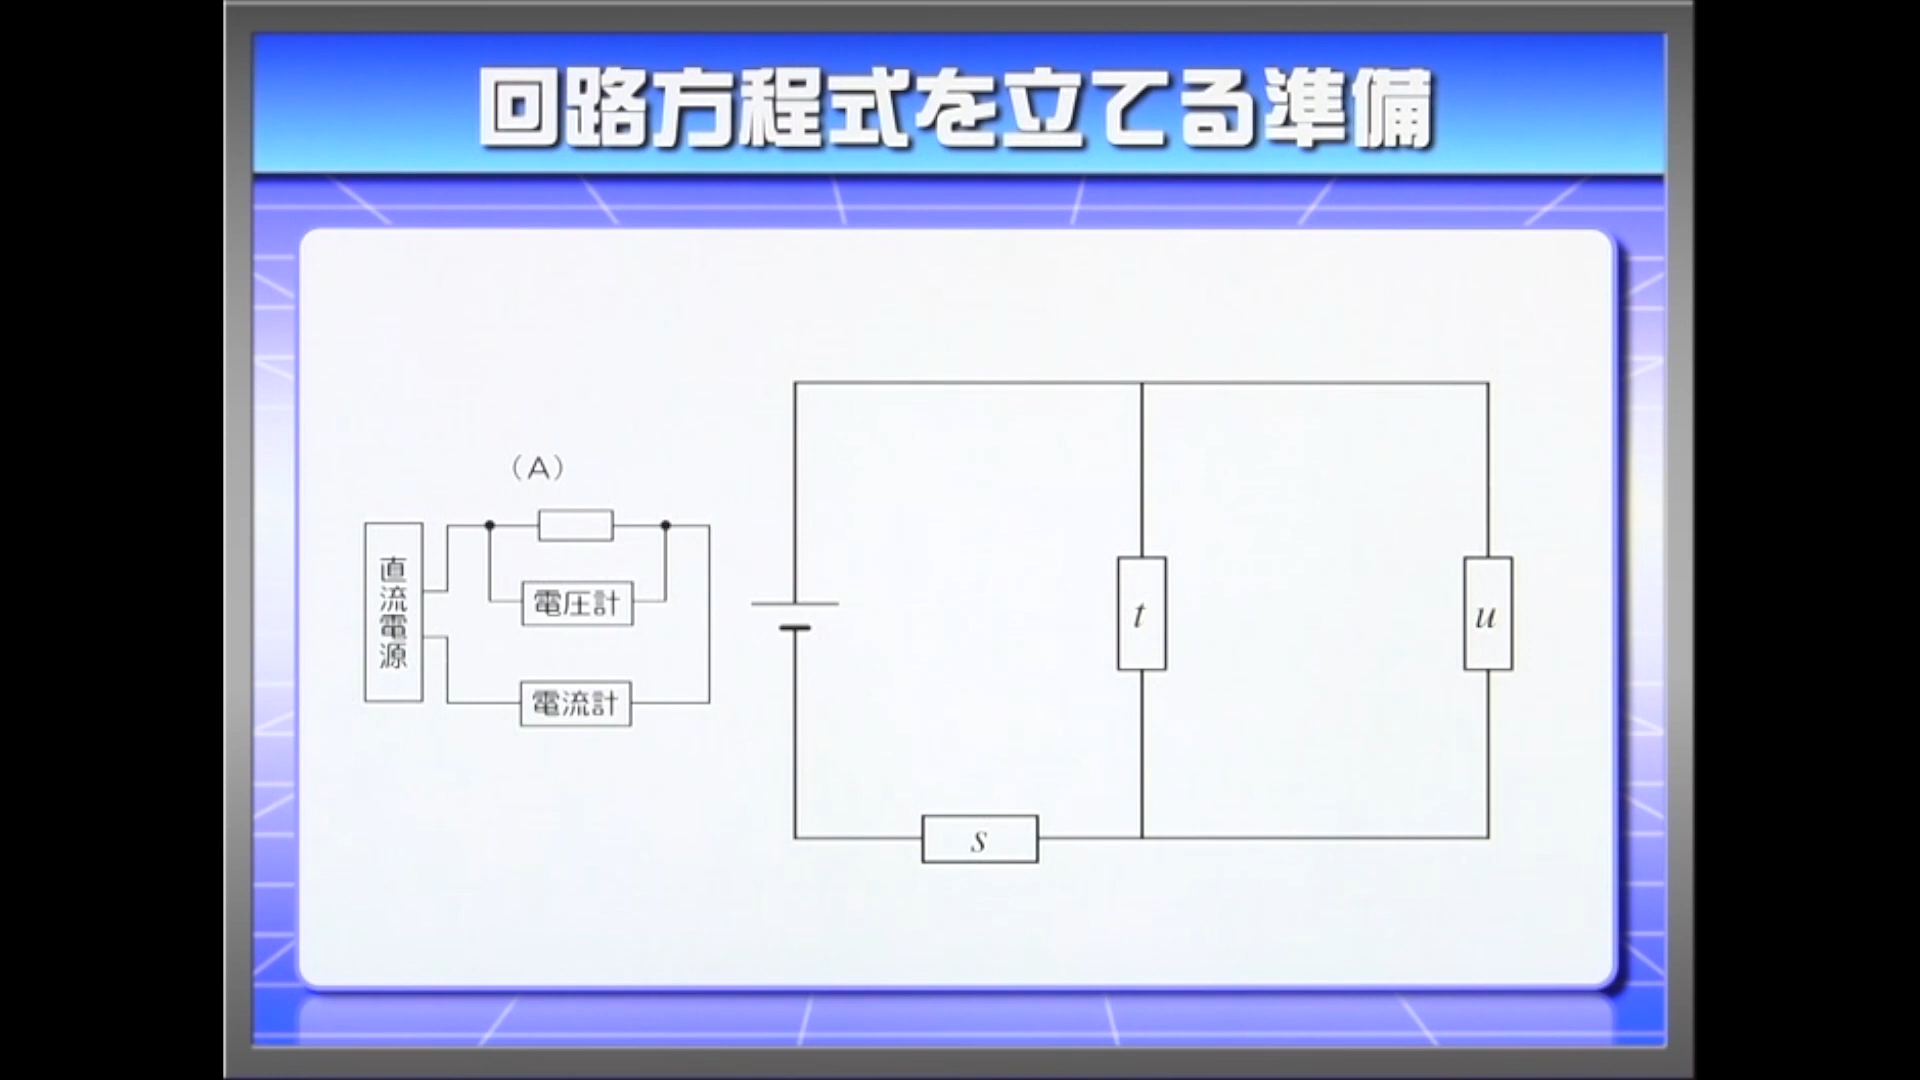 回路方程式を立てる準備
(A)
直流電源
電圧計
電流計
t
u
s